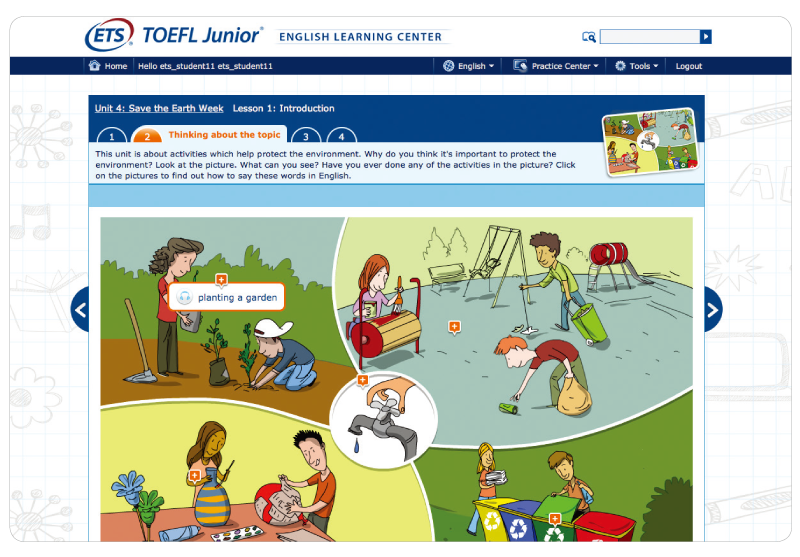 ETS® TOEFL Junior® ENGLISH LEARNING CENTER
Home Hello ets_student11 ets_student11 English Practice Center Tools Logout
Unit 4: Save the Earth Week Lesson 1: Introduction
1 2 Thinking about the topic 3 4
This unit is about activities which help protect the environment. Why do you think it's important to protect the
environment? Look at the picture. What can you see? Have you ever done any of the activities in the picture? Click
on the pictures to find out how to say these words in English.
planting a garden